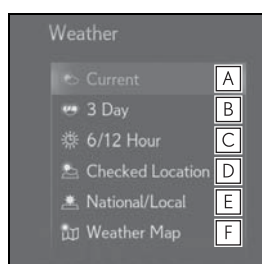 Weather
Current A
3 Day B
6/12 Hour C
Checked Location D
National/Local E
Weather Map F